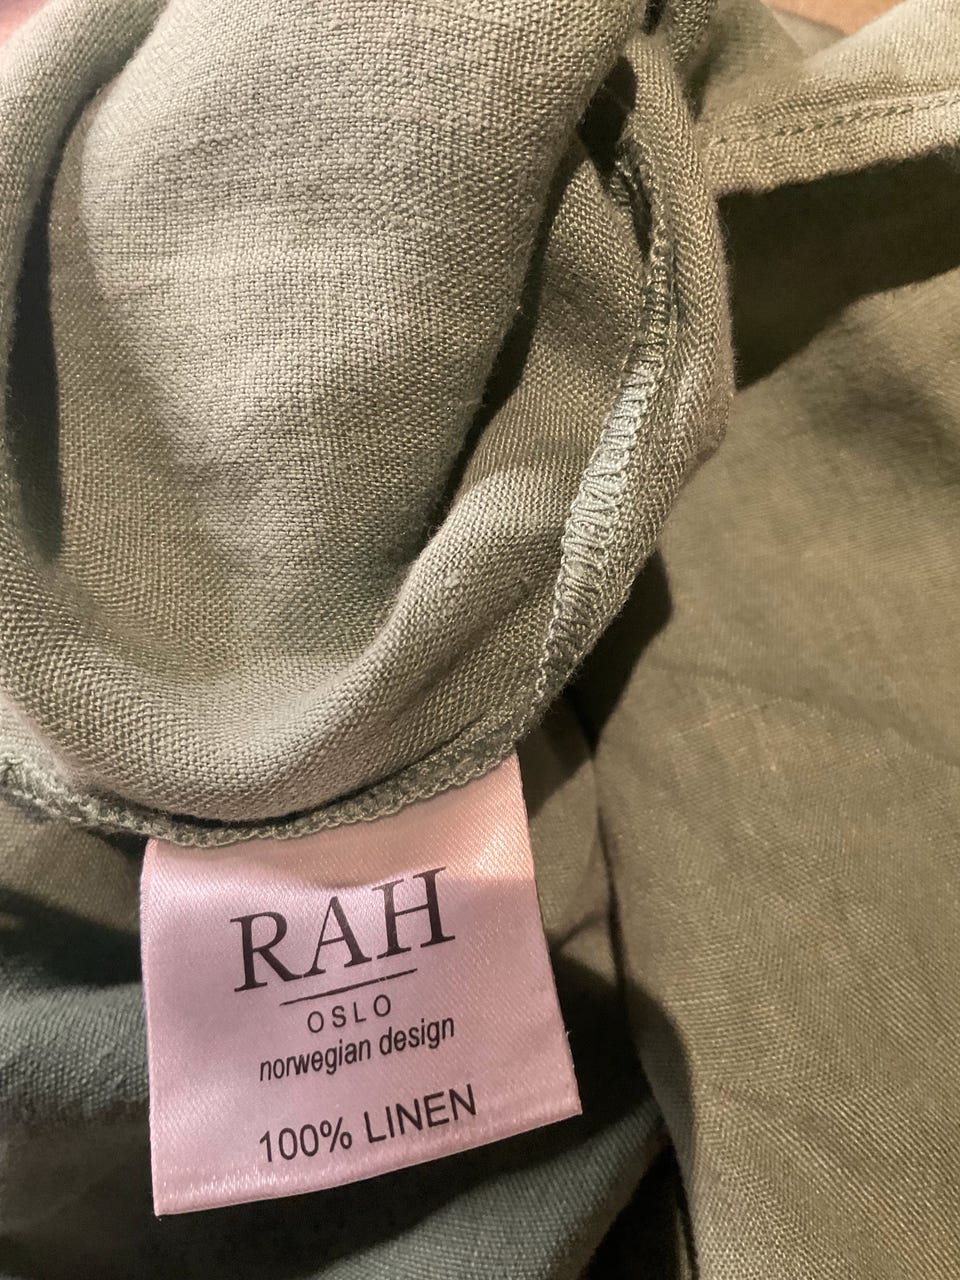 RAH
OSLO
norwegian design
100% LINEN